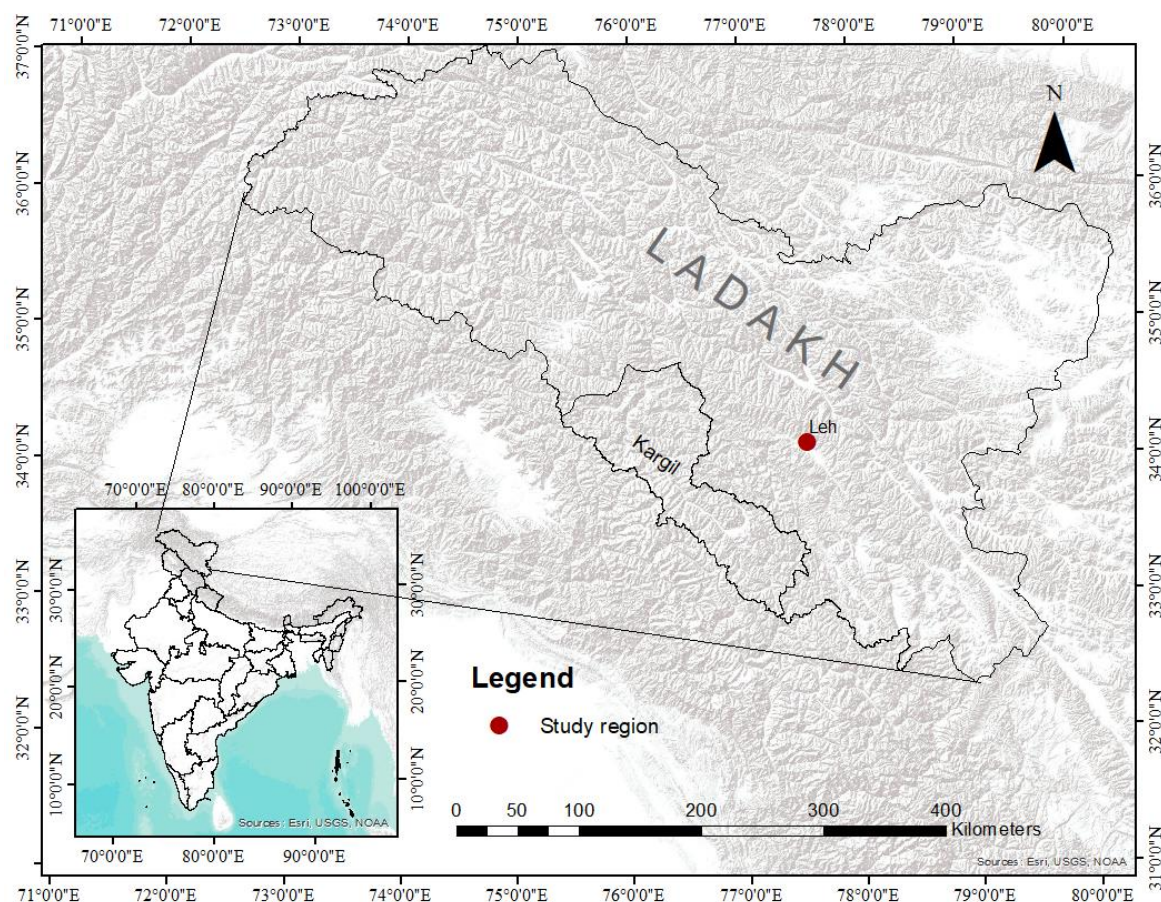 71°0'0"E 72°0'0"E 73°0'0"E 74°0'0"E 75°0'0"E 76°0'0"E 77°0'0"E 78°0'0"E 79°0'0"E 80°0'0"E
37°0'0"N
36°0'0"N
35°0'0"N
34°0'0"N
33°0'0"N
32°0'0"N
N
36°0'0"N
35°0'0"N
34°0'0"N
33°0'0"N
32°0'0"N
31°0'0"N
LADAKH
Leh
Kargil
70°0'0"E 80°0'0"E 90°0'0"E 100°0'0"E
30°0'0"N
20°0'0"N
10°0'0"N
30°0'0"N
20°0'0"N
10°0'0"N
Sources: Esri, USGS, NOAA
70°0'0"E 80°0'0"E 90°0'0"E
Legend
Study region
0 50 100 200 300 400
Kilometers
Sources: Esri, USGS, NOAA
71°0'0"E 72°0'0"E 73°0'0"E 74°0'0"E 75°0'0"E 76°0'0"E 77°0'0"E 78°0'0"E 79°0'0"E 80°0'0"E